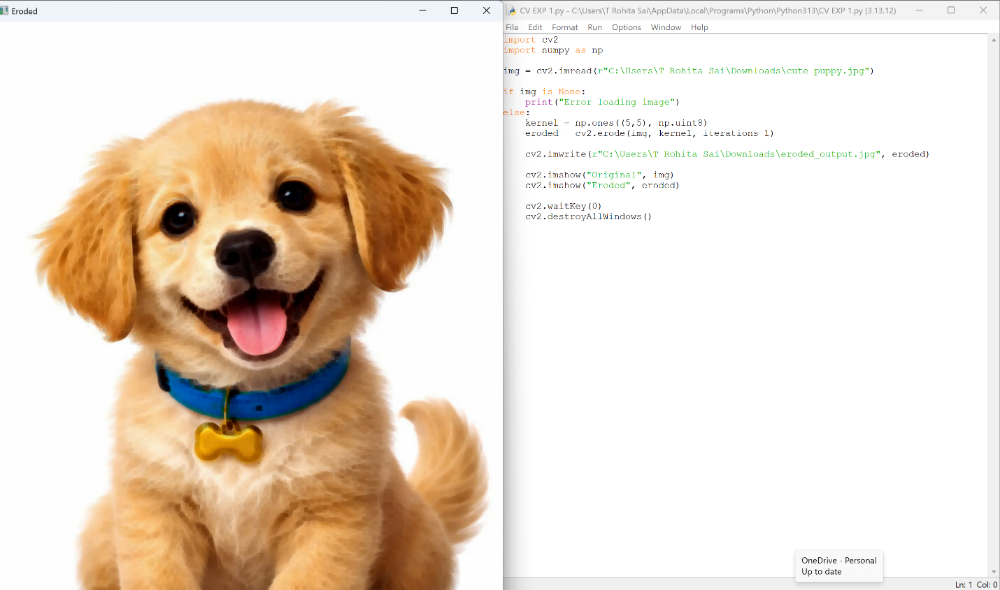 Eroded
CV EXP 1.py - C:\Users\T Rohita Sai\AppData\Local\Programs\Python\Python313\CV EXP 1.py (3.13.12)
File Edit Format Run Options Window Help
import cv2
import numpy as np
img = cv2.imread(r"C:\Users\T Rohita Sai\Downloads\cute puppy.jpg")
if img is None:
    print("Error loading image")
else:
    kernel = np.ones((5,5), np.uint8)
    eroded = cv2.erode(img, kernel, iterations=1)
    cv2.imwrite(r"C:\Users\T Rohita Sai\Downloads\eroded_output.jpg", eroded)
    cv2.imshow("Original", img)
    cv2.imshow("Eroded", eroded)
    cv2.waitKey(0)
    cv2.destroyAllWindows()
OneDrive - Personal
Up to date
Ln: 1 Col: 0